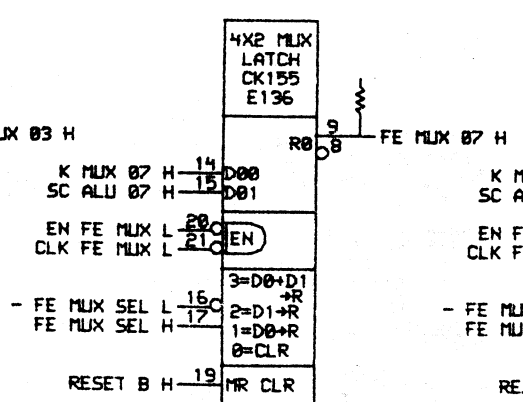 4X2 MUX
LATCH
CK155
E136
UX 03 H
9
R0
8
FE MUX 07 H
K MUX 07 H 14 D00
SC ALU 07 H 15 D01
K M
SC A
EN FE MUX L 20
CLK FE MUX L 21
EN
EN F
CLK F
3=D0+D1
→R
2=D1→R
1=D0→R
0=CLR
- FE MUX SEL L 16
FE MUX SEL H 17
- FE MU
FE MU
RESET B H 19 MR CLR
RE